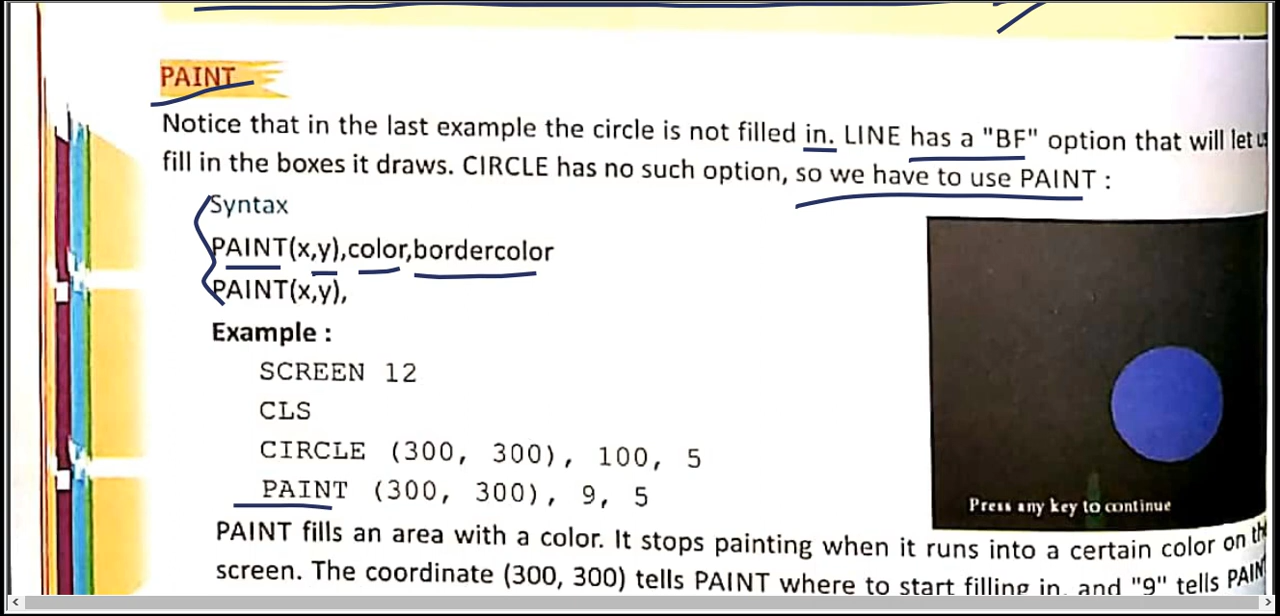 PAINT
Notice that in the last example the circle is not filled in. LINE has a "BF" option that will let us
fill in the boxes it draws. CIRCLE has no such option, so we have to use PAINT :
Syntax
PAINT(x,y),color,bordercolor
PAINT(x,y),
Example :
SCREEN 12
CLS
CIRCLE (300, 300), 100, 5
PAINT (300, 300), 9, 5
Press any key to continue
PAINT fills an area with a color. It stops painting when it runs into a certain color on the
screen. The coordinate (300, 300) tells PAINT where to start filling in, and "9" tells PAINT